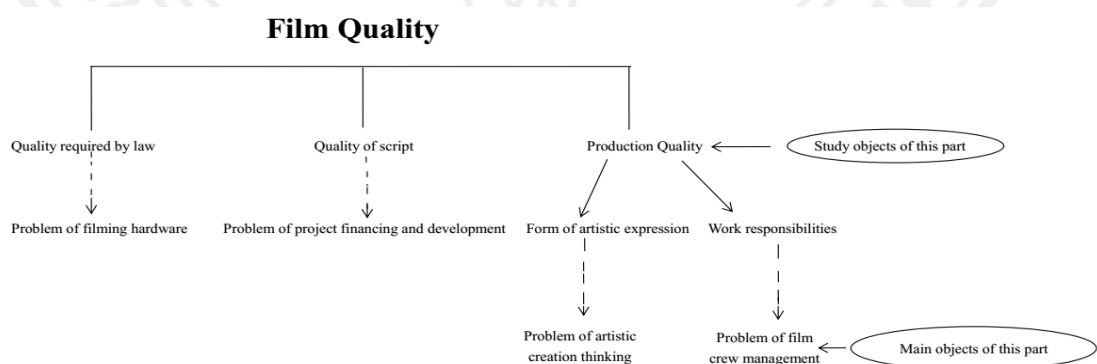 Film Quality
Quality required by law
Quality of script
Production Quality
Study objects of this part
Problem of filming hardware
Problem of project financing and development
Form of artistic expression
Work responsibilities
Problem of artistic
creation thinking
Problem of film
crew management
Main objects of this part